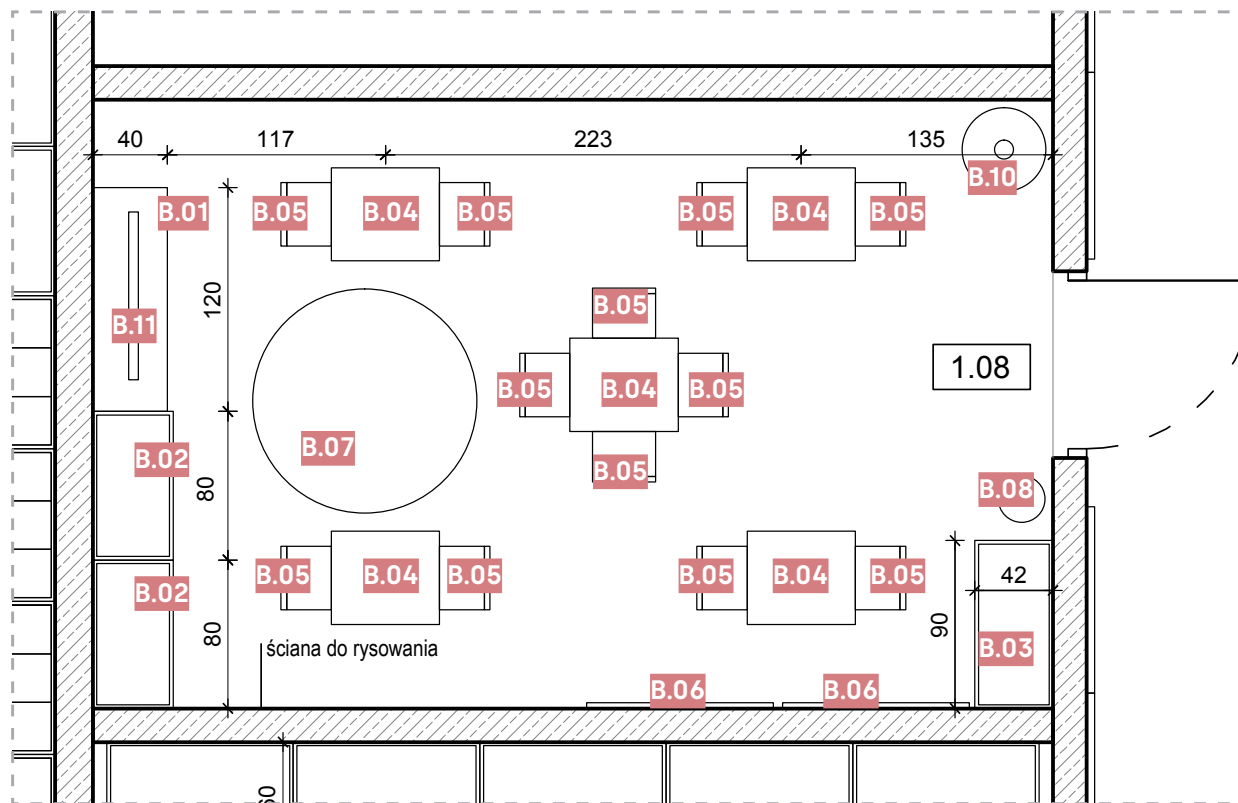 40 117 223 135
B.10
B.01 B.05 B.04 B.05 B.05 B.04 B.05
120
B.11
B.05
1.08
B.05 B.04 B.05
B.07
B.02
B.05
80
B.08
B.05 B.04 B.05 B.05 B.04 B.05
42
B.02
90
80
ściana do rysowania
B.03
B.06 B.06
60